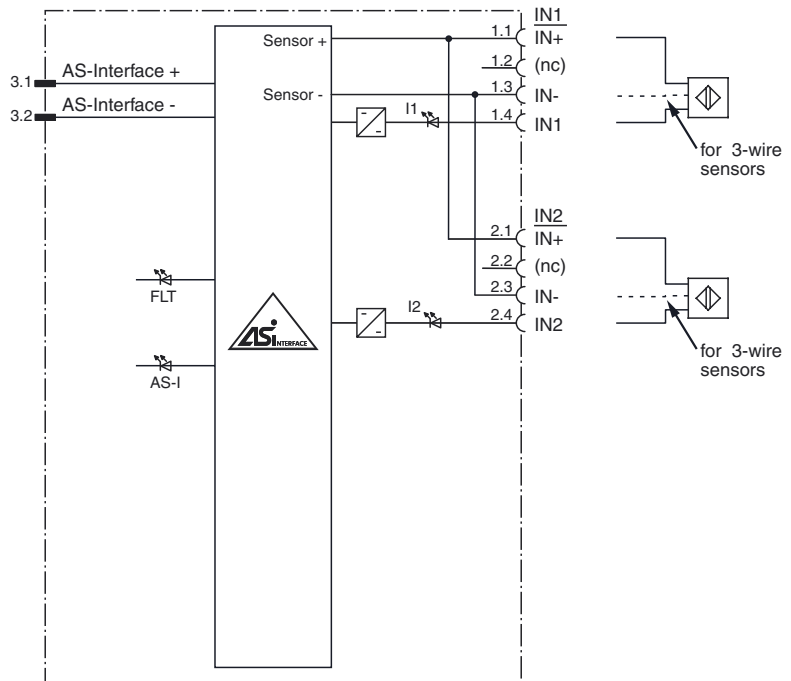 IN1
Sensor +
1.1
IN+
1.2
(nc)
3.1
AS-Interface +
Sensor -
1.3
IN-
3.2
AS-Interface -
I1
1.4
IN1
for 3-wire
sensors
IN2
2.1
IN+
2.2
(nc)
2.3
IN-
FLT
I2
2.4
IN2
ASi
INTERFACE
for 3-wire
sensors
AS-I